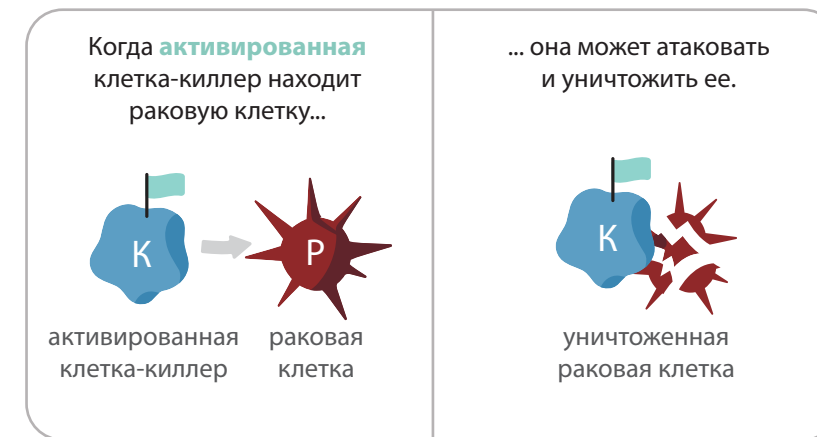 Когда активированная
клетка-киллер находит
раковую клетку...
К
Р
активированная
клетка-киллер
раковая
клетка
... она может атаковать
и уничтожить ее.
К
уничтоженная
раковая клетка